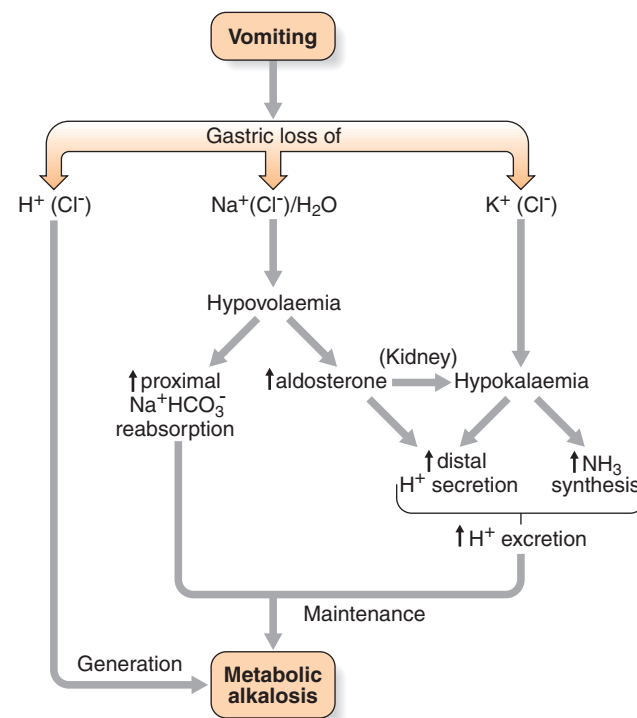 Vomiting
Gastric loss of
H⁺ (Cl⁻)
Na⁺(Cl⁻)/H₂O
K⁺ (Cl⁻)
Hypovolaemia
(Kidney)
↑proximal
Na⁺HCO₃⁻
reabsorption
↑aldosterone
Hypokalaemia
↑distal
H⁺ secretion
↑NH₃
synthesis
↑H⁺ excretion
Maintenance
Generation
Metabolic
alkalosis